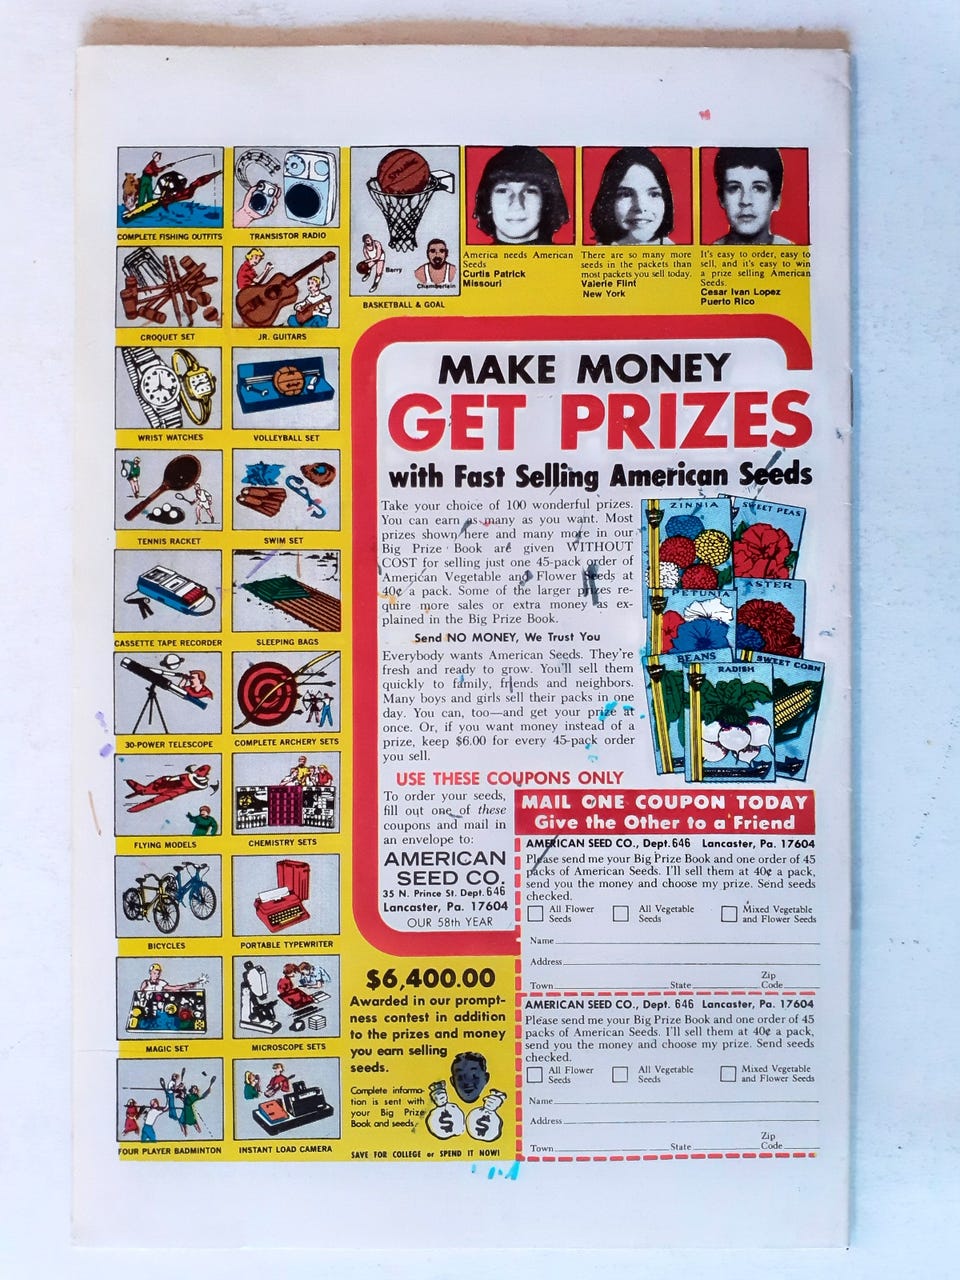 COMPLETE FISHING OUTFITS
TRANSISTOR RADIO
CROQUET SET
JR. GUITARS
WRIST WATCHES
VOLLEYBALL SET
TENNIS RACKET
SWIM SET
CASSETTE TAPE RECORDER
SLEEPING BAGS
30-POWER TELESCOPE
COMPLETE ARCHERY SETS
FLYING MODELS
CHEMISTRY SETS
BICYCLES
PORTABLE TYPEWRITER
MAGIC SET
MICROSCOPE SETS
FOUR PLAYER BADMINTON
INSTANT LOAD CAMERA
SPALDING
Barry
Chamberlain
BASKETBALL & GOAL
America needs American
Seeds
Curtis Patrick
Missouri
There are so many more
seeds in the packets than
most packets you sell today.
Valerie Flint
New York
It's easy to order, easy to
sell, and it's easy to win
a prize selling American
Seeds.
Cesar Ivan Lopez
Puerto Rico
MAKE MONEY
GET PRIZES
with Fast Selling American Seeds
Take your choice of 100 wonderful prizes.
You can earn as many as you want. Most
prizes shown here and many more in our
Big Prize Book are given WITHOUT
COST for selling just one 45-pack order of
American Vegetable and Flower Seeds at
40¢ a pack. Some of the larger prizes re-
quire more sales or extra money as ex-
plained in the Big Prize Book.
Send NO MONEY, We Trust You
Everybody wants American Seeds. They're
fresh and ready to grow. You'll sell them
quickly to family, friends and neighbors.
Many boys and girls sell their packs in one
day. You can, too—and get your prize at
once. Or, if you want money instead of a
prize, keep $6.00 for every 45-pack order
you sell.
ZINNIA
SWEET PEAS
PETUNIA
ASTER
BEANS
RADISH
SWEET CORN
USE THESE COUPONS ONLY
To order your seeds,
fill out one of these
coupons and mail in
an envelope to:
AMERICAN
SEED CO.
35 N. Prince St. Dept. 646
Lancaster, Pa. 17604
OUR 58th YEAR
MAIL ONE COUPON TODAY
Give the Other to a Friend
AMERICAN SEED CO., Dept. 646 Lancaster, Pa. 17604
Please send me your Big Prize Book and one order of 45
packs of American Seeds. I'll sell them at 40¢ a pack,
send you the money and choose my prize. Send seeds
checked.
All Flower Seeds
All Vegetable Seeds
Mixed Vegetable and Flower Seeds
Name
Address
Town State Zip Code
AMERICAN SEED CO., Dept. 646 Lancaster, Pa. 17604
Please send me your Big Prize Book and one order of 45
packs of American Seeds. I'll sell them at 40¢ a pack,
send you the money and choose my prize. Send seeds
checked.
All Flower Seeds
All Vegetable Seeds
Mixed Vegetable and Flower Seeds
Name
Address
Town State Zip Code
$6,400.00
Awarded in our prompt-
ness contest in addition
to the prizes and money
you earn selling
seeds.
Complete informa-
tion is sent with
your Big Prize
Book and seeds.
$ $
SAVE FOR COLLEGE or SPEND IT NOW!